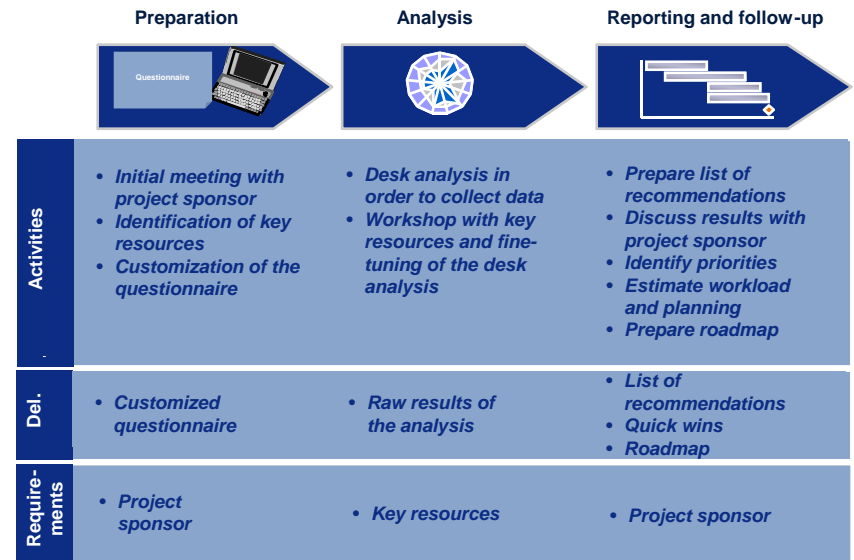 Preparation
Analysis
Reporting and follow-up
Questionnaire
Activities
• Initial meeting with
project sponsor
• Identification of key
resources
• Customization of the
questionnaire
• Desk analysis in
order to collect data
• Workshop with key
resources and fine-
tuning of the desk
analysis
• Prepare list of
recommendations
• Discuss results with
project sponsor
• Identify priorities
• Estimate workload
and planning
• Prepare roadmap
Del.
• Customized
questionnaire
• Raw results of
the analysis
• List of
recommendations
• Quick wins
• Roadmap
Require-
ments
• Project
sponsor
• Key resources
• Project sponsor